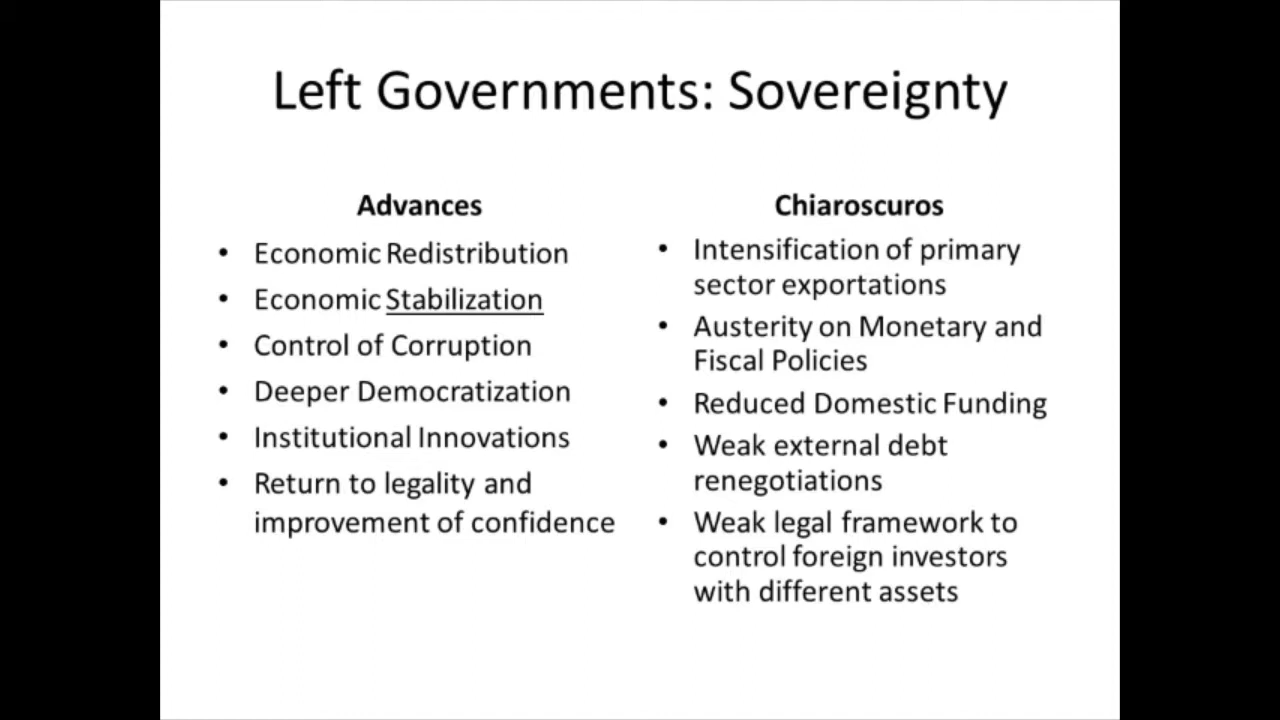 Left Governments: Sovereignty
Advances
• Economic Redistribution
• Economic Stabilization
• Control of Corruption
• Deeper Democratization
• Institutional Innovations
• Return to legality and
improvement of confidence
Chiaroscuros
• Intensification of primary
sector exportations
• Austerity on Monetary and
Fiscal Policies
• Reduced Domestic Funding
• Weak external debt
renegotiations
• Weak legal framework to
control foreign investors
with different assets